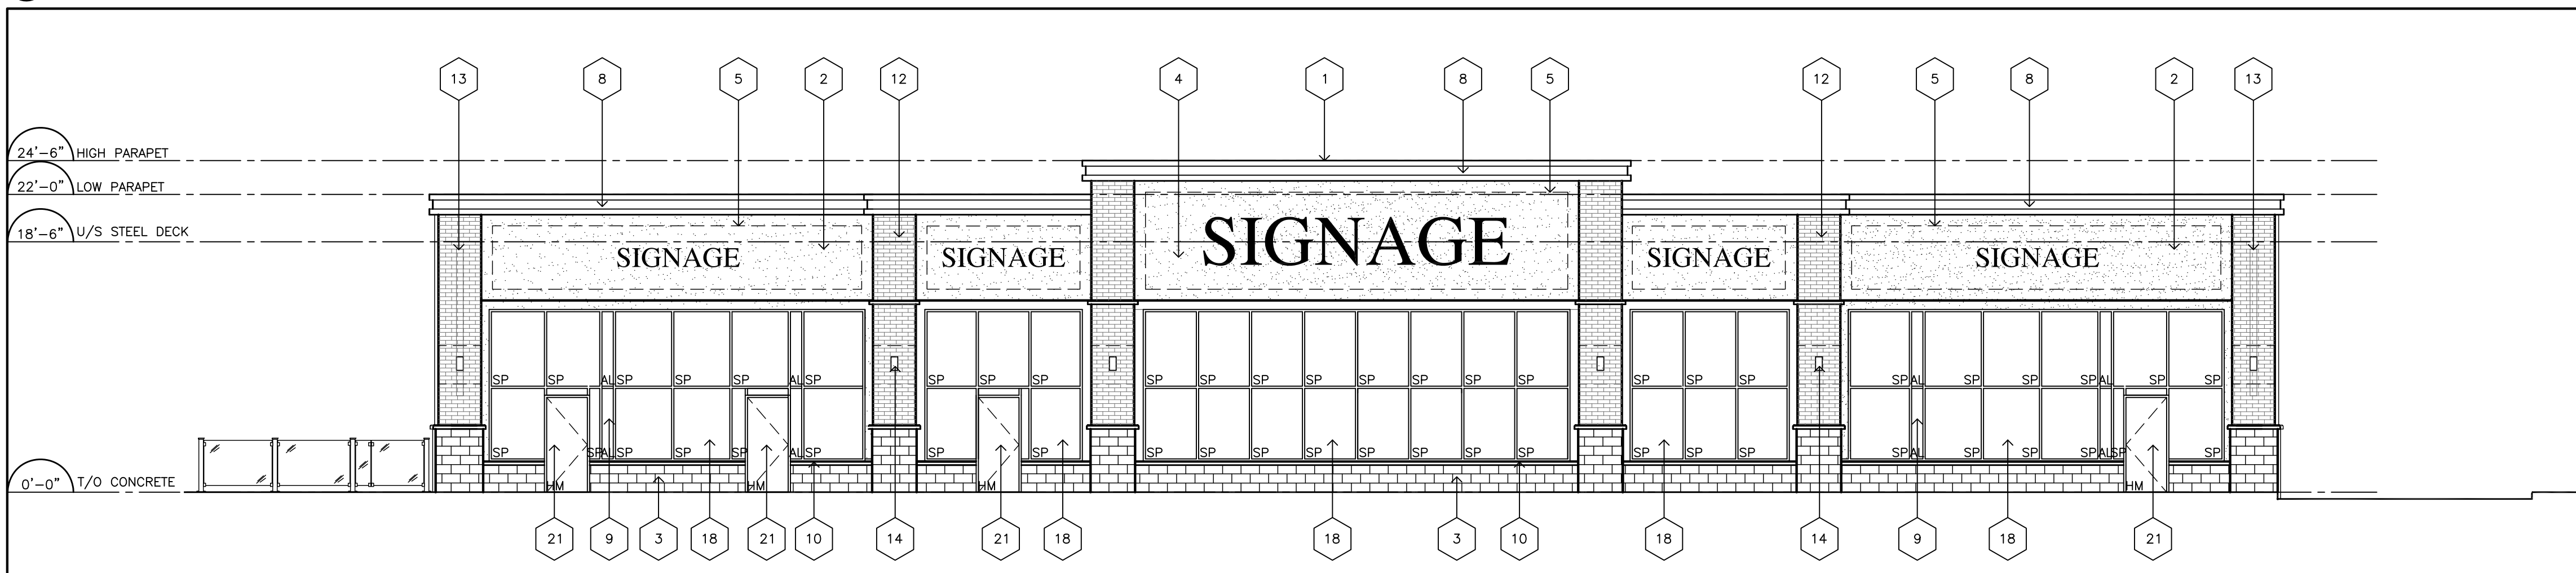 13 8 5 2 12 4 1 8 5 12 5 8 2 13
24'-6" HIGH PARAPET
22'-0" LOW PARAPET
18'-6" U/S STEEL DECK
SIGNAGE SIGNAGE SIGNAGE SIGNAGE SIGNAGE
SP SP AL SP SP SP AL SP SP SP SP SP SP SP SP SP SP SP SP SP SP SP SP AL SP SP SP AL SP SP
SP SP AL SP SP SP AL SP SP SP SP SP SP SP SP SP SP SP SP SP SP SP AL SP SP SP AL SP SP
0'-0" T/O CONCRETE
HM HM HM HM
21 9 3 18 21 10 14 21 18 18 3 10 18 14 9 18 21